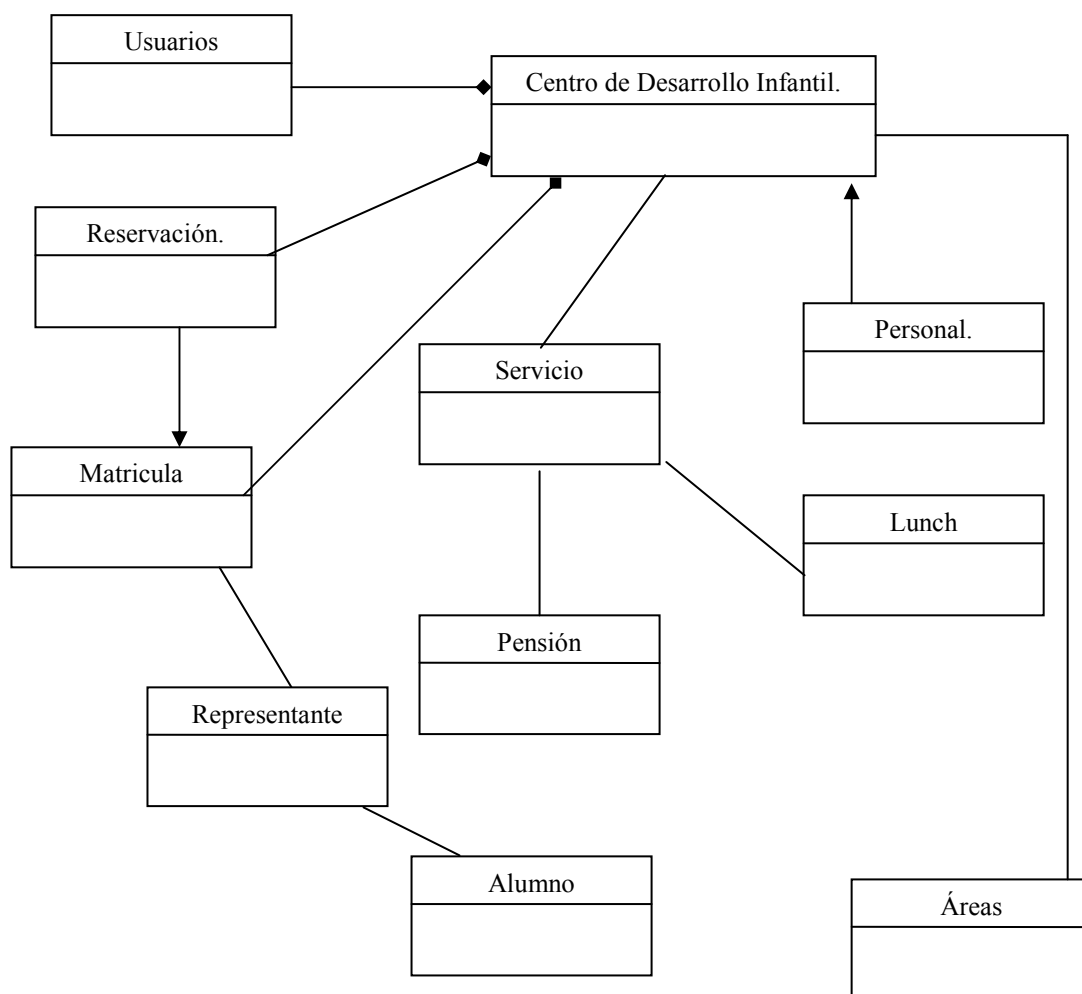 Usuarios
Centro de Desarrollo Infantil.
Reservación.
Personal.
Servicio
Matricula
Lunch
Pensión
Representante
Alumno
Áreas